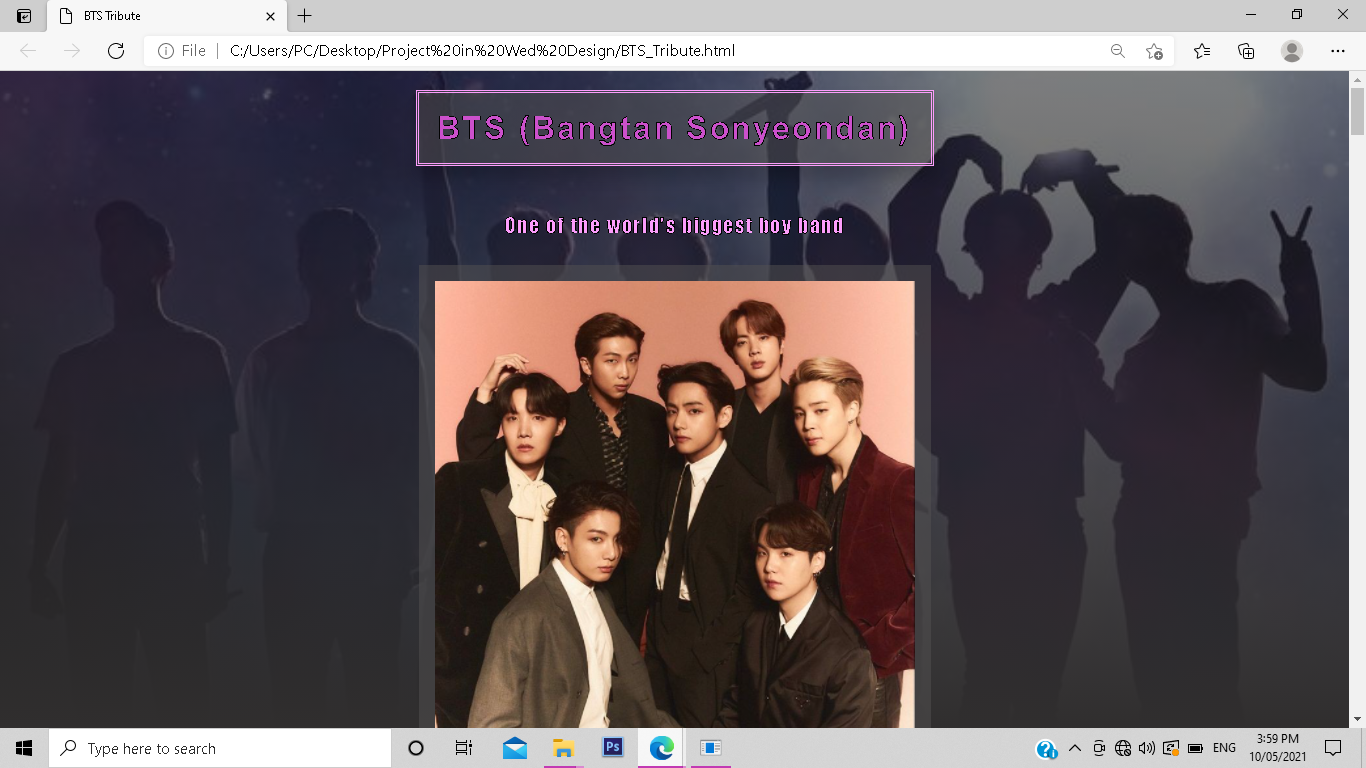 BTS Tribute
File
C:/Users/PC/Desktop/Project%20in%20Wed%20Design/BTS_Tribute.html
BTS (Bangtan Sonyeondan)
One of the world's biggest boy band
Type here to search
Ps
ENG
3:59 PM
10/05/2021